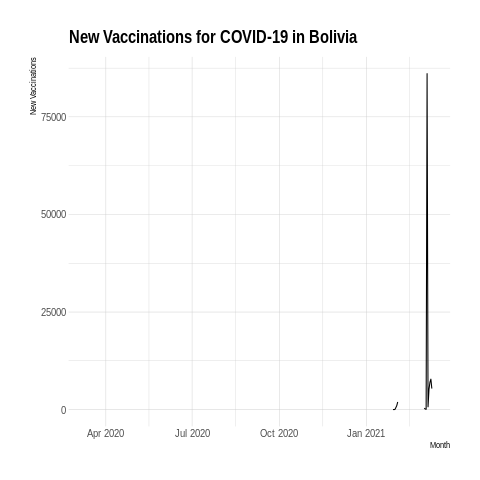 New Vaccinations for COVID-19 in Bolivia
New Vaccinations
75000
50000
25000
0
Apr 2020 Jul 2020 Oct 2020 Jan 2021
Month